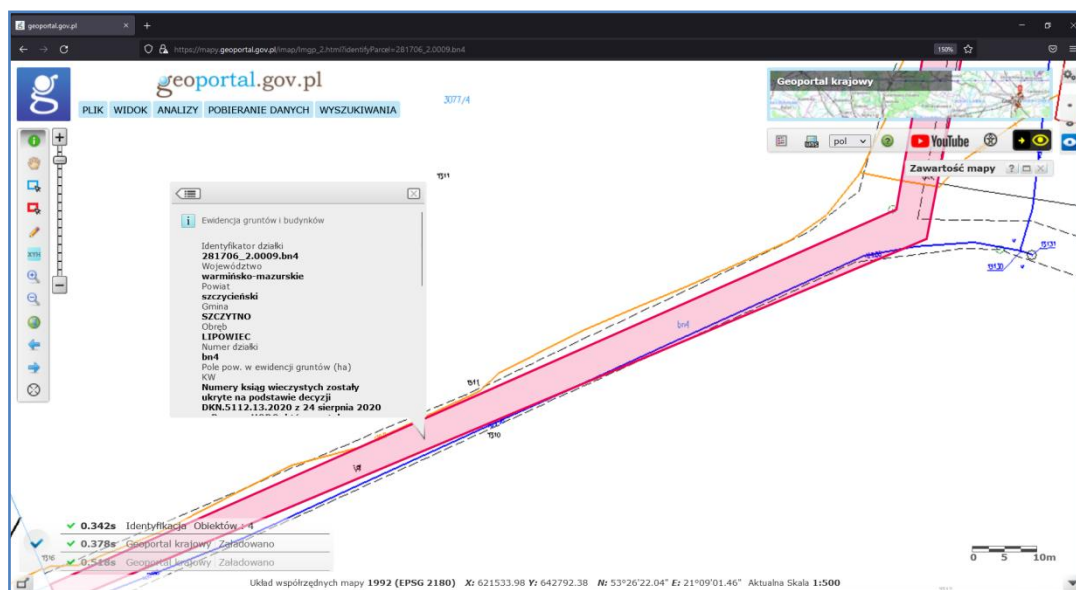 geoportal.gov.pl
https://mapy.geoportal.gov.pl/imap/Imgp_2.html?identifyParcel=281706_2.0009.bn4
150%
geoportal.gov.pl
PLIK WIDOK ANALIZY POBIERANIE DANYCH WYSZUKIWANIA
3077/4
Geoportal krajowy
pol
YouTube
Zawartość mapy
Ewidencja gruntów i budynków
Identyfikator działki
281706_2.0009.bn4
Województwo
warmińsko-mazurskie
Powiat
szczycieński
Gmina
SZCZYTNO
Obręb
LIPOWIEC
Numer działki
bn4
Pole pow. w ewidencji gruntów (ha)
KW
Numery ksiąg wieczystych zostały
ukryte na podstawie decyzji
DKN.5112.13.2020 z 24 sierpnia 2020
bn4
0.342s Identyfikacja Obiektów : 4
0.378s Geoportal krajowy Załadowano
0.518s Geoportal krajowy Załadowano
0 5 10m
Układ współrzędnych mapy 1992 (EPSG 2180) X: 621533.98 Y: 642792.38 N: 53°26'22.04" E: 21°09'01.46" Aktualna Skala 1:500